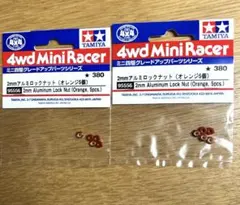 TAMIYA
4wd Mini Racer
ミニ四駆グレードアップパーツシリーズ
★ 380
2mmアルミロックナット(オレンジ5個)
95556 2mm Aluminum Lock Nut (Orange, 5pcs.)
TAMIYA
4wd Mini Racer
ミニ四駆グレードアップパーツシリーズ
★ 380
2mmアルミロックナット(オレンジ5個)
95556 2mm Aluminum Lock Nut (Orange, 5pcs.)